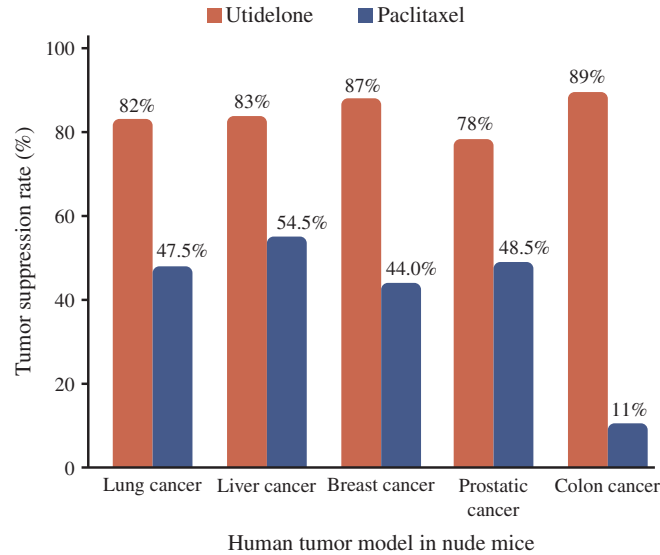 Utidelone Paclitaxel
Tumor suppression rate (%)
100
80
60
40
20
0
82%
47.5%
83%
54.5%
87%
44.0%
78%
48.5%
89%
11%
Lung cancer
Liver cancer
Breast cancer
Prostatic
cancer
Colon cancer
Human tumor model in nude mice